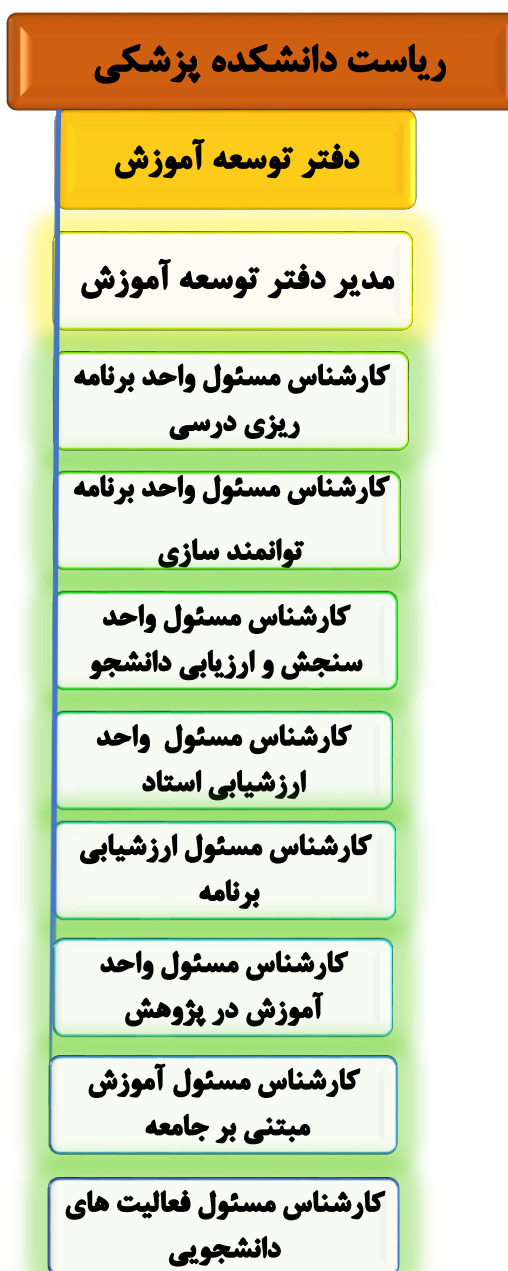 ریاست دانشکده پزشکی
دفتر توسعه آموزش
مدیر دفتر توسعه آموزش
کارشناس مسئول واحد برنامه
ریزی درسی
کارشناس مسئول واحد برنامه
توانمند سازی
کارشناس مسئول واحد
سنجش و ارزیابی دانشجو
کارشناس مسئول واحد
ارزشیابی استاد
کارشناس مسئول ارزشیابی
برنامه
کارشناس مسئول واحد
آموزش در پژوهش
کارشناس مسئول آموزش
مبتنی بر جامعه
کارشناس مسئول فعالیت های
دانشجویی